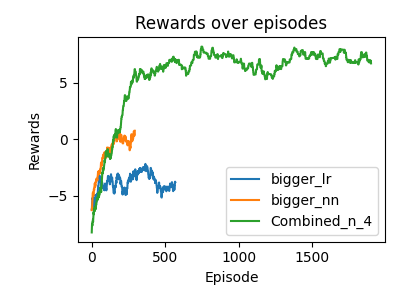 Rewards over episodes
Rewards
5
0
−5
bigger_lr
bigger_nn
Combined_n_4
0 500 1000 1500
Episode